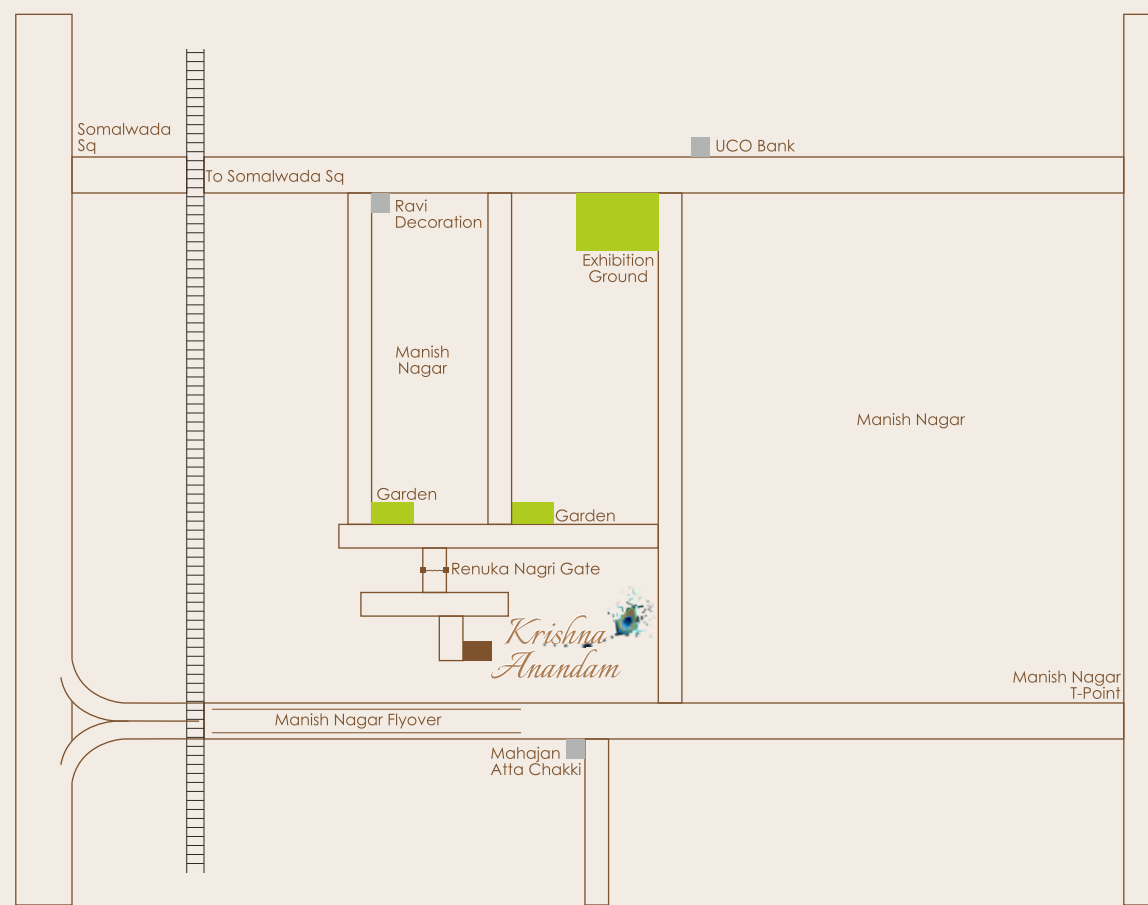 Somalwada
Sq
UCO Bank
To Somalwada Sq
Ravi
Decoration
Exhibition
Ground
Manish
Nagar
Manish Nagar
Garden
Garden
Renuka Nagri Gate
Krishna
Anandam
Manish Nagar
T-Point
Manish Nagar Flyover
Mahajan
Atta Chakki